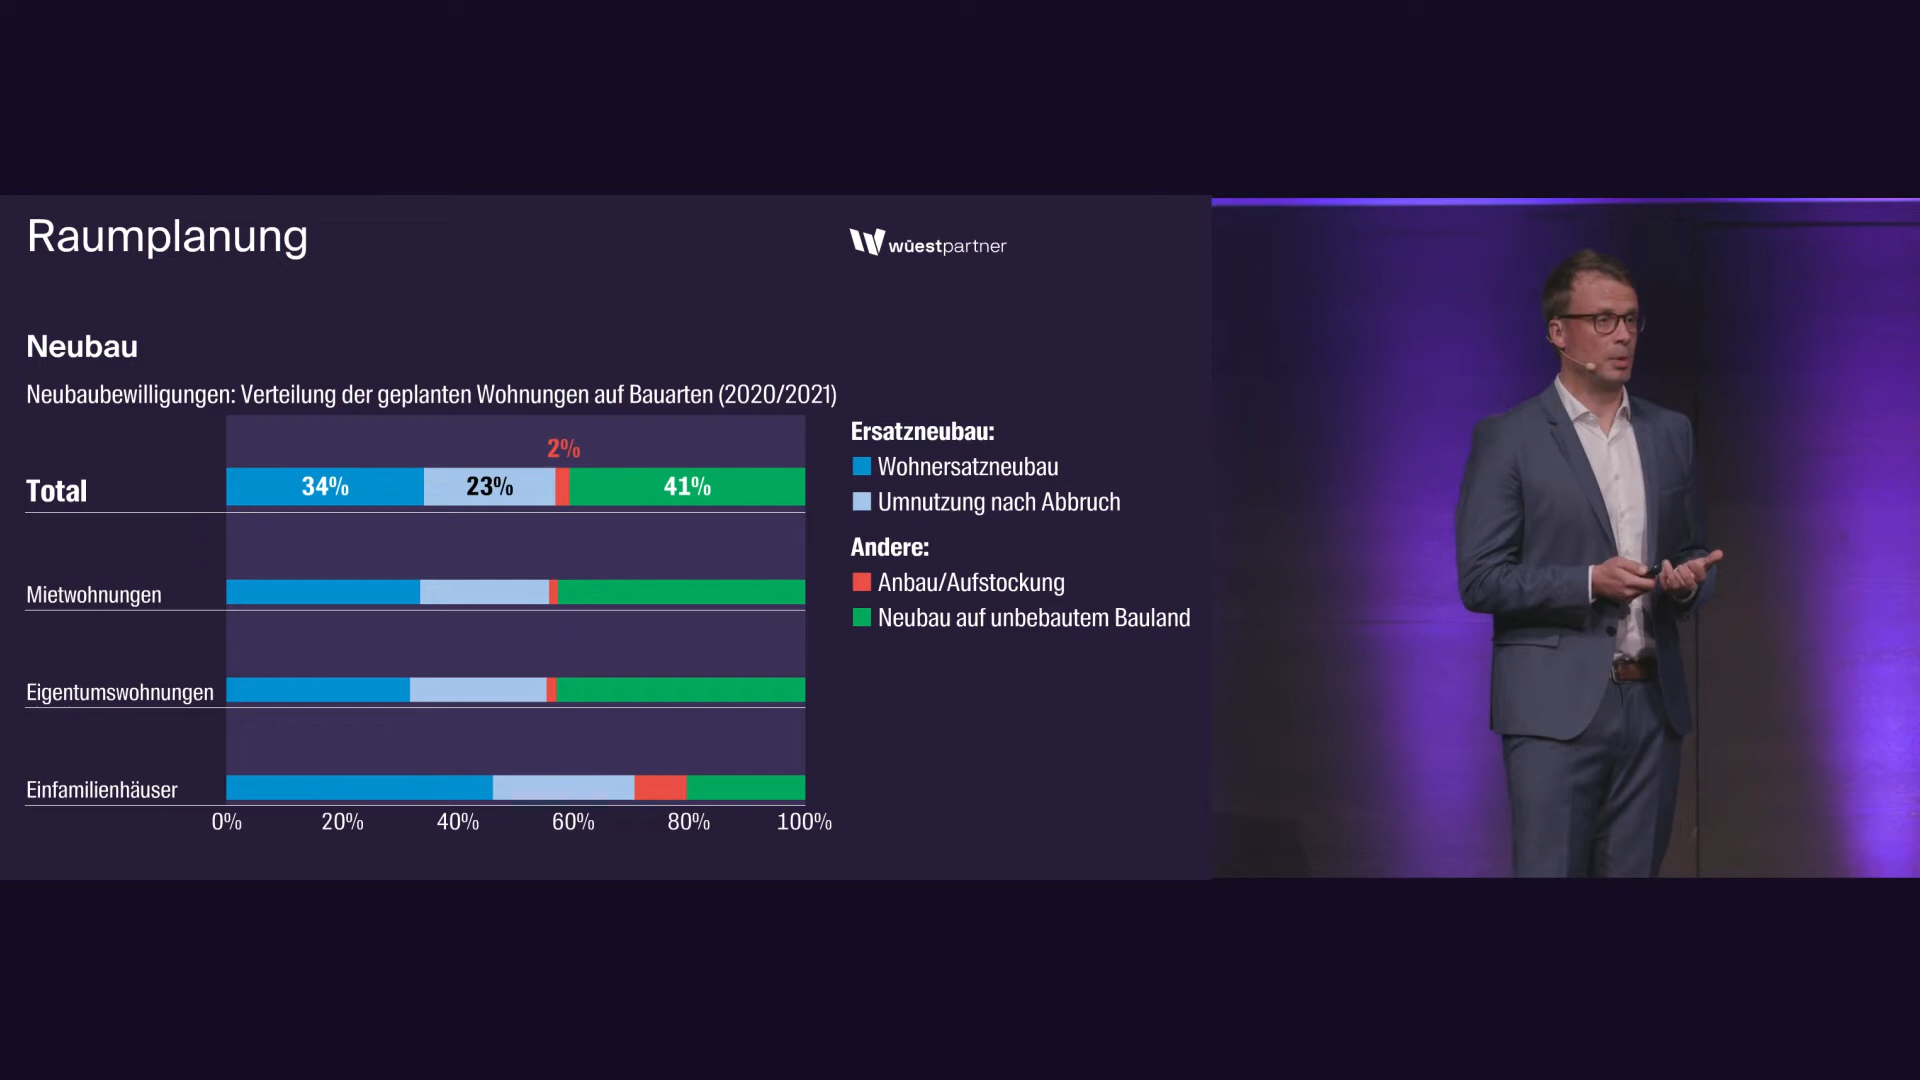 Raumplanung
wüestpartner
Neubau
Neubaubewilligungen: Verteilung der geplanten Wohnungen auf Bauarten (2020/2021)
2%
Total
34%
23%
41%
Mietwohnungen
Eigentumswohnungen
Einfamilienhäuser
0%
20%
40%
60%
80%
100%
Ersatzneubau:
Wohnersatzneubau
Umnutzung nach Abbruch
Andere:
Anbau/Aufstockung
Neubau auf unbebautem Bauland